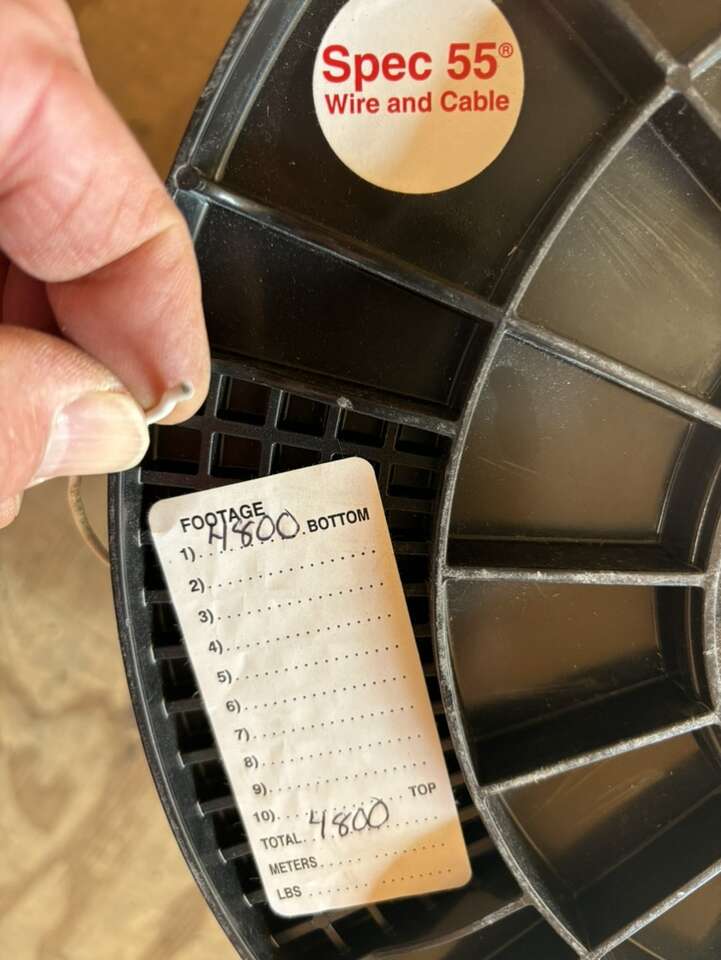 Spec 55®
Wire and Cable
FOOTAGE
1) 4800 BOTTOM
2)
3)
4)
5)
6)
7)
8)
9)
10) TOP
TOTAL 4800
METERS
LBS